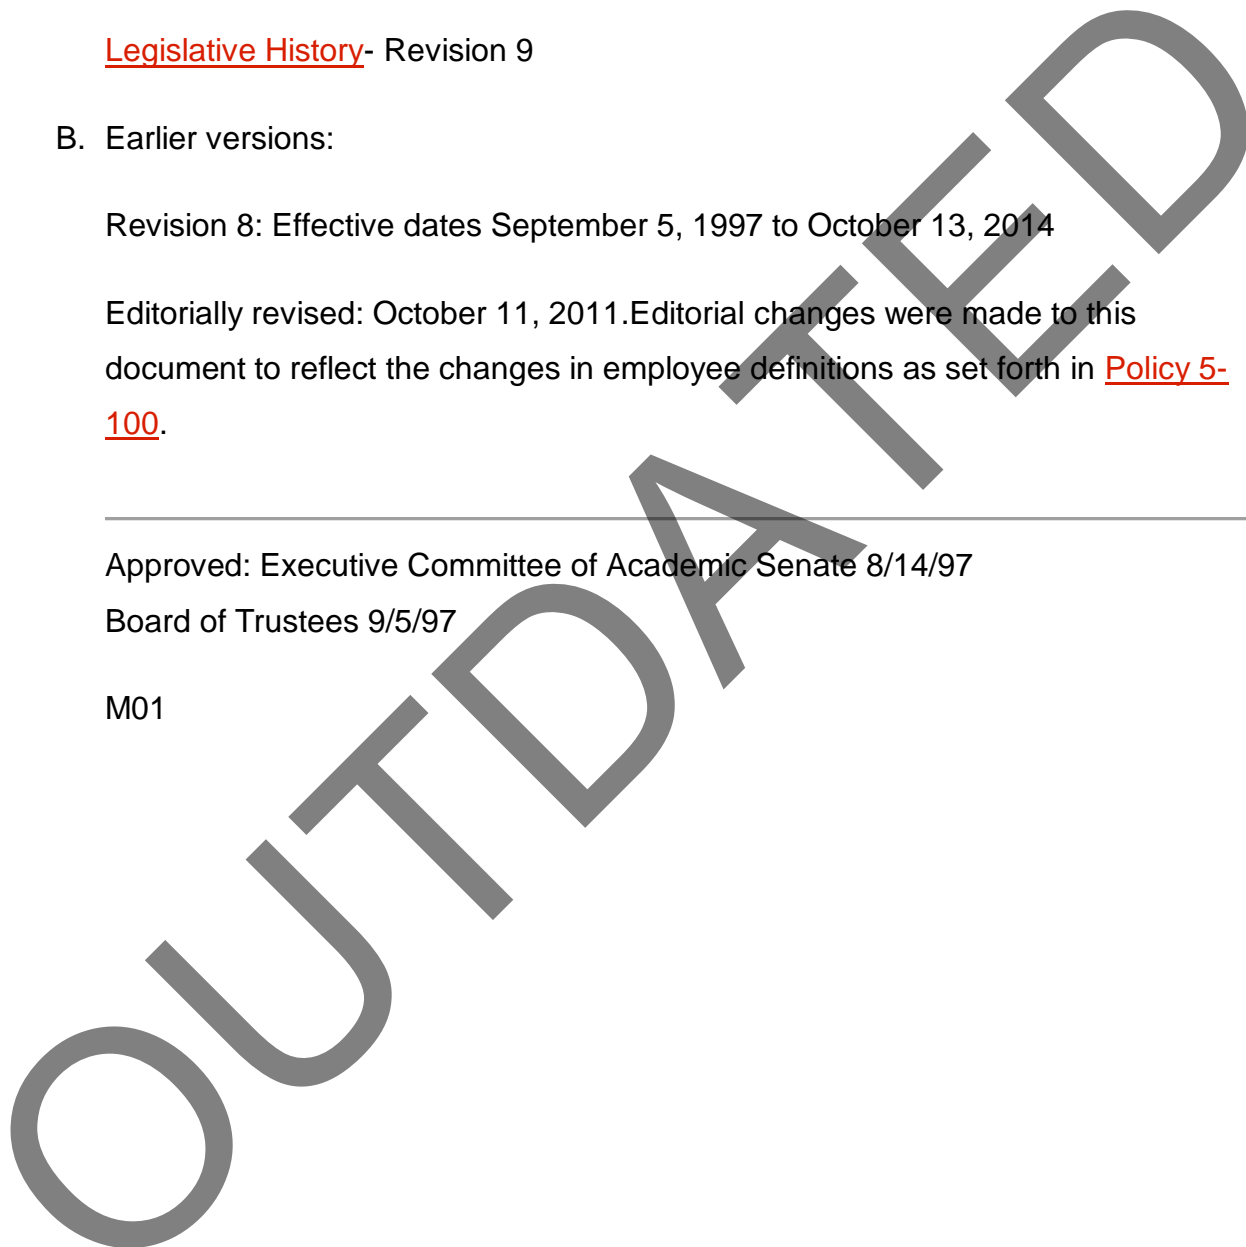 Legislative History- Revision 9
B. Earlier versions:
Revision 8: Effective dates September 5, 1997 to October 13, 2014
Editorially revised: October 11, 2011.Editorial changes were made to this
document to reflect the changes in employee definitions as set forth in Policy 5-
100.
Approved: Executive Committee of Academic Senate 8/14/97
Board of Trustees 9/5/97
M01
OUTDATED